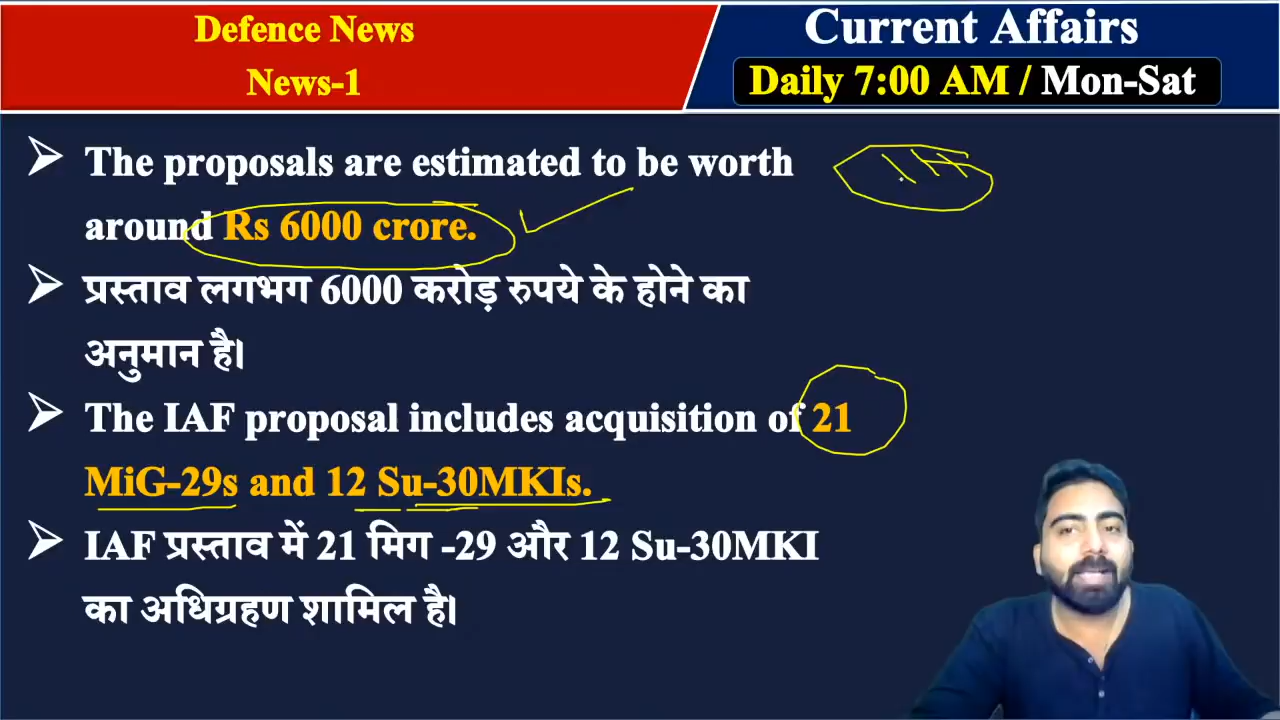 Defence News
News-1
Current Affairs
Daily 7:00 AM / Mon-Sat
The proposals are estimated to be worth
around Rs 6000 crore.
प्रस्ताव लगभग 6000 करोड़ रुपये के होने का
अनुमान है।
The IAF proposal includes acquisition of 21
MiG-29s and 12 Su-30MKIs.
IAF प्रस्ताव में 21 मिग -29 और 12 Su-30MKI
का अधिग्रहण शामिल है।